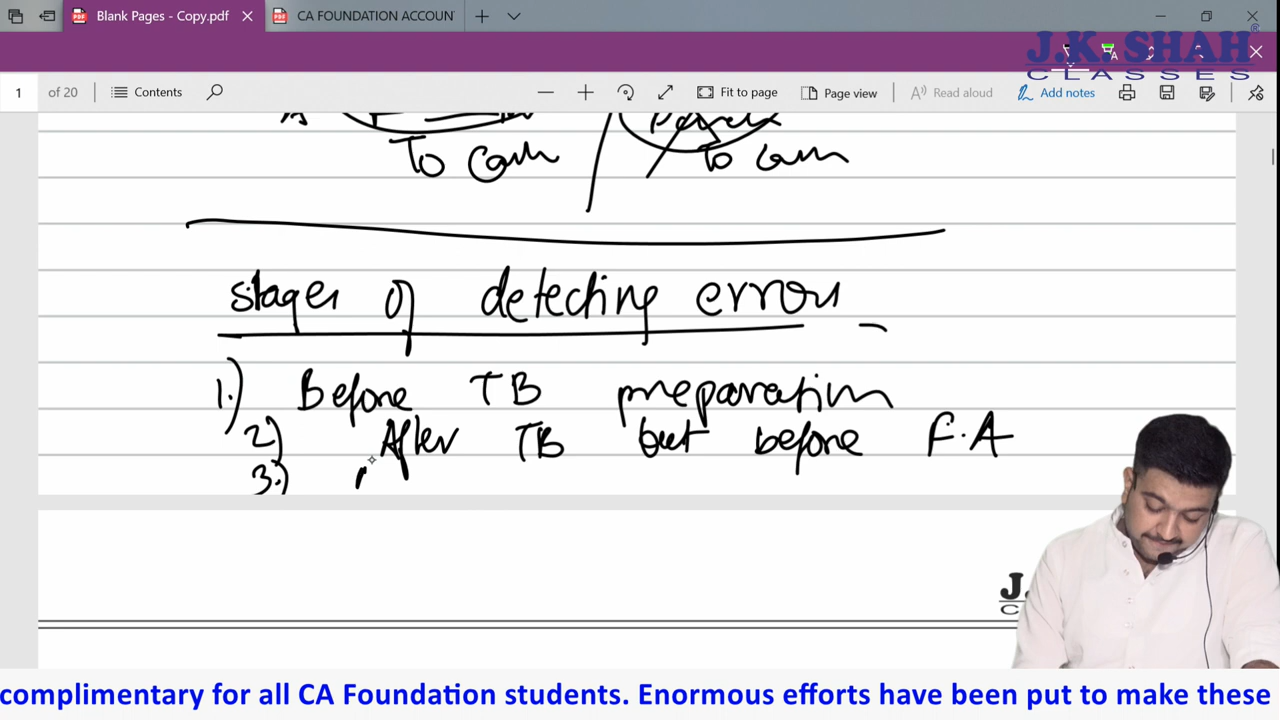 Blank Pages - Copy.pdf
CA FOUNDATION ACCOUNT
J.K. SHAH®
CLASSES
1 of 20
Contents
Fit to page
Page view
Read aloud
Add notes
To Cash
To Cash
stages of detecting errors
1.) Before TB preparation
2) After TB but before F.A
3.)
J.
C
complimentary for all CA Foundation students. Enormous efforts have been put to make these